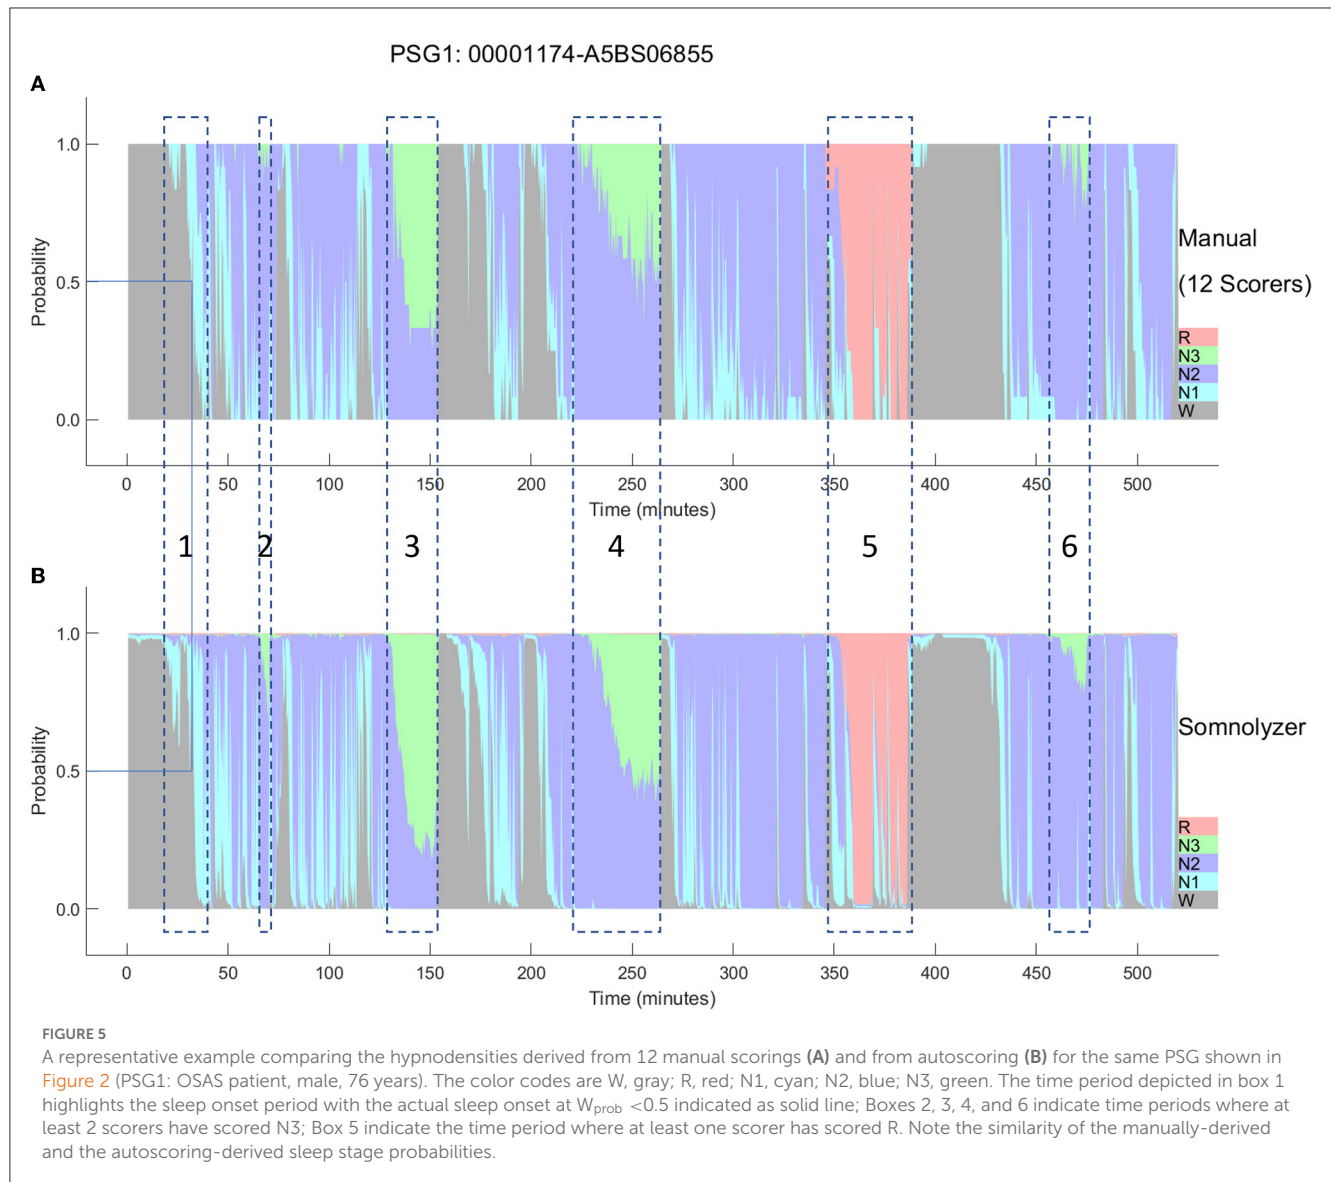 PSG1: 00001174-A5BS06855
A
1.0
0.5
0.0
Probability
0 50 100 150 200 250 300 350 400 450 500
Time (minutes)
Manual
(12 Scorers)
R
N3
N2
N1
W
1 2 3 4 5 6
B
1.0
0.5
0.0
Probability
0 50 100 150 200 250 300 350 400 450 500
Time (minutes)
Somnolyzer
R
N3
N2
N1
W
FIGURE 5
A representative example comparing the hypnodensities derived from 12 manual scorings (A) and from autoscoring (B) for the same PSG shown in
Figure 2 (PSG1: OSAS patient, male, 76 years). The color codes are W, gray; R, red; N1, cyan; N2, blue; N3, green. The time period depicted in box 1
highlights the sleep onset period with the actual sleep onset at Wprob <0.5 indicated as solid line; Boxes 2, 3, 4, and 6 indicate time periods where at
least 2 scorers have scored N3; Box 5 indicate the time period where at least one scorer has scored R. Note the similarity of the manually-derived
and the autoscoring-derived sleep stage probabilities.